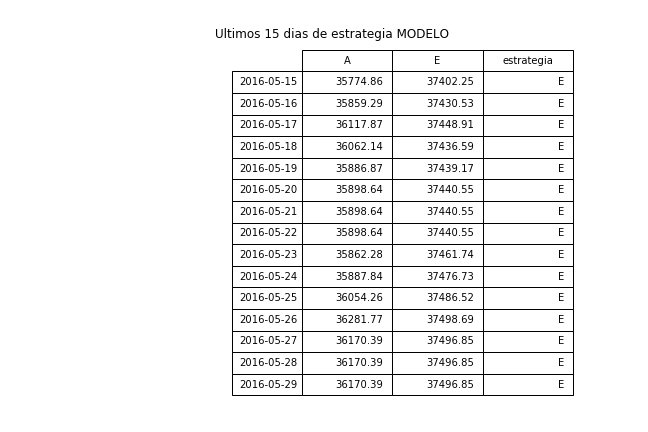 Ultimos 15 dias de estrategia MODELO
A E estrategia
2016-05-15 35774.86 37402.25 E
2016-05-16 35859.29 37430.53 E
2016-05-17 36117.87 37448.91 E
2016-05-18 36062.14 37436.59 E
2016-05-19 35886.87 37439.17 E
2016-05-20 35898.64 37440.55 E
2016-05-21 35898.64 37440.55 E
2016-05-22 35898.64 37440.55 E
2016-05-23 35862.28 37461.74 E
2016-05-24 35887.84 37476.73 E
2016-05-25 36054.26 37486.52 E
2016-05-26 36281.77 37498.69 E
2016-05-27 36170.39 37496.85 E
2016-05-28 36170.39 37496.85 E
2016-05-29 36170.39 37496.85 E